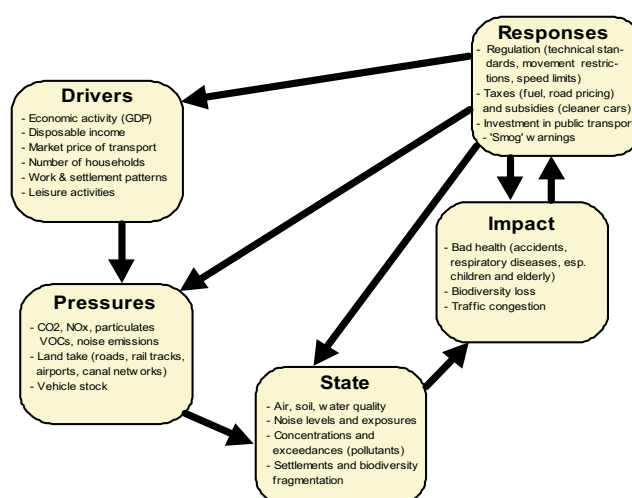 Responses
- Regulation (technical stan-
dards, movement restric-
tions, speed limits)
- Taxes (fuel, road pricing)
and subsidies (cleaner cars)
- Investment in public transport
- 'Smog' warnings
Drivers
- Economic activity (GDP)
- Disposable income
- Market price of transport
- Number of households
- Work & settlement patterns
- Leisure activities
Impact
- Bad health (accidents,
respiratory diseases, esp.
children and elderly)
- Biodiversity loss
- Traffic congestion
Pressures
- CO2, NOx, particulates
VOCs, noise emissions
- Land take (roads, rail tracks,
airports, canal networks)
- Vehicle stock
State
- Air, soil, water quality
- Noise levels and exposures
- Concentrations and
exceedances (pollutants)
- Settlements and biodiversity
fragmentation